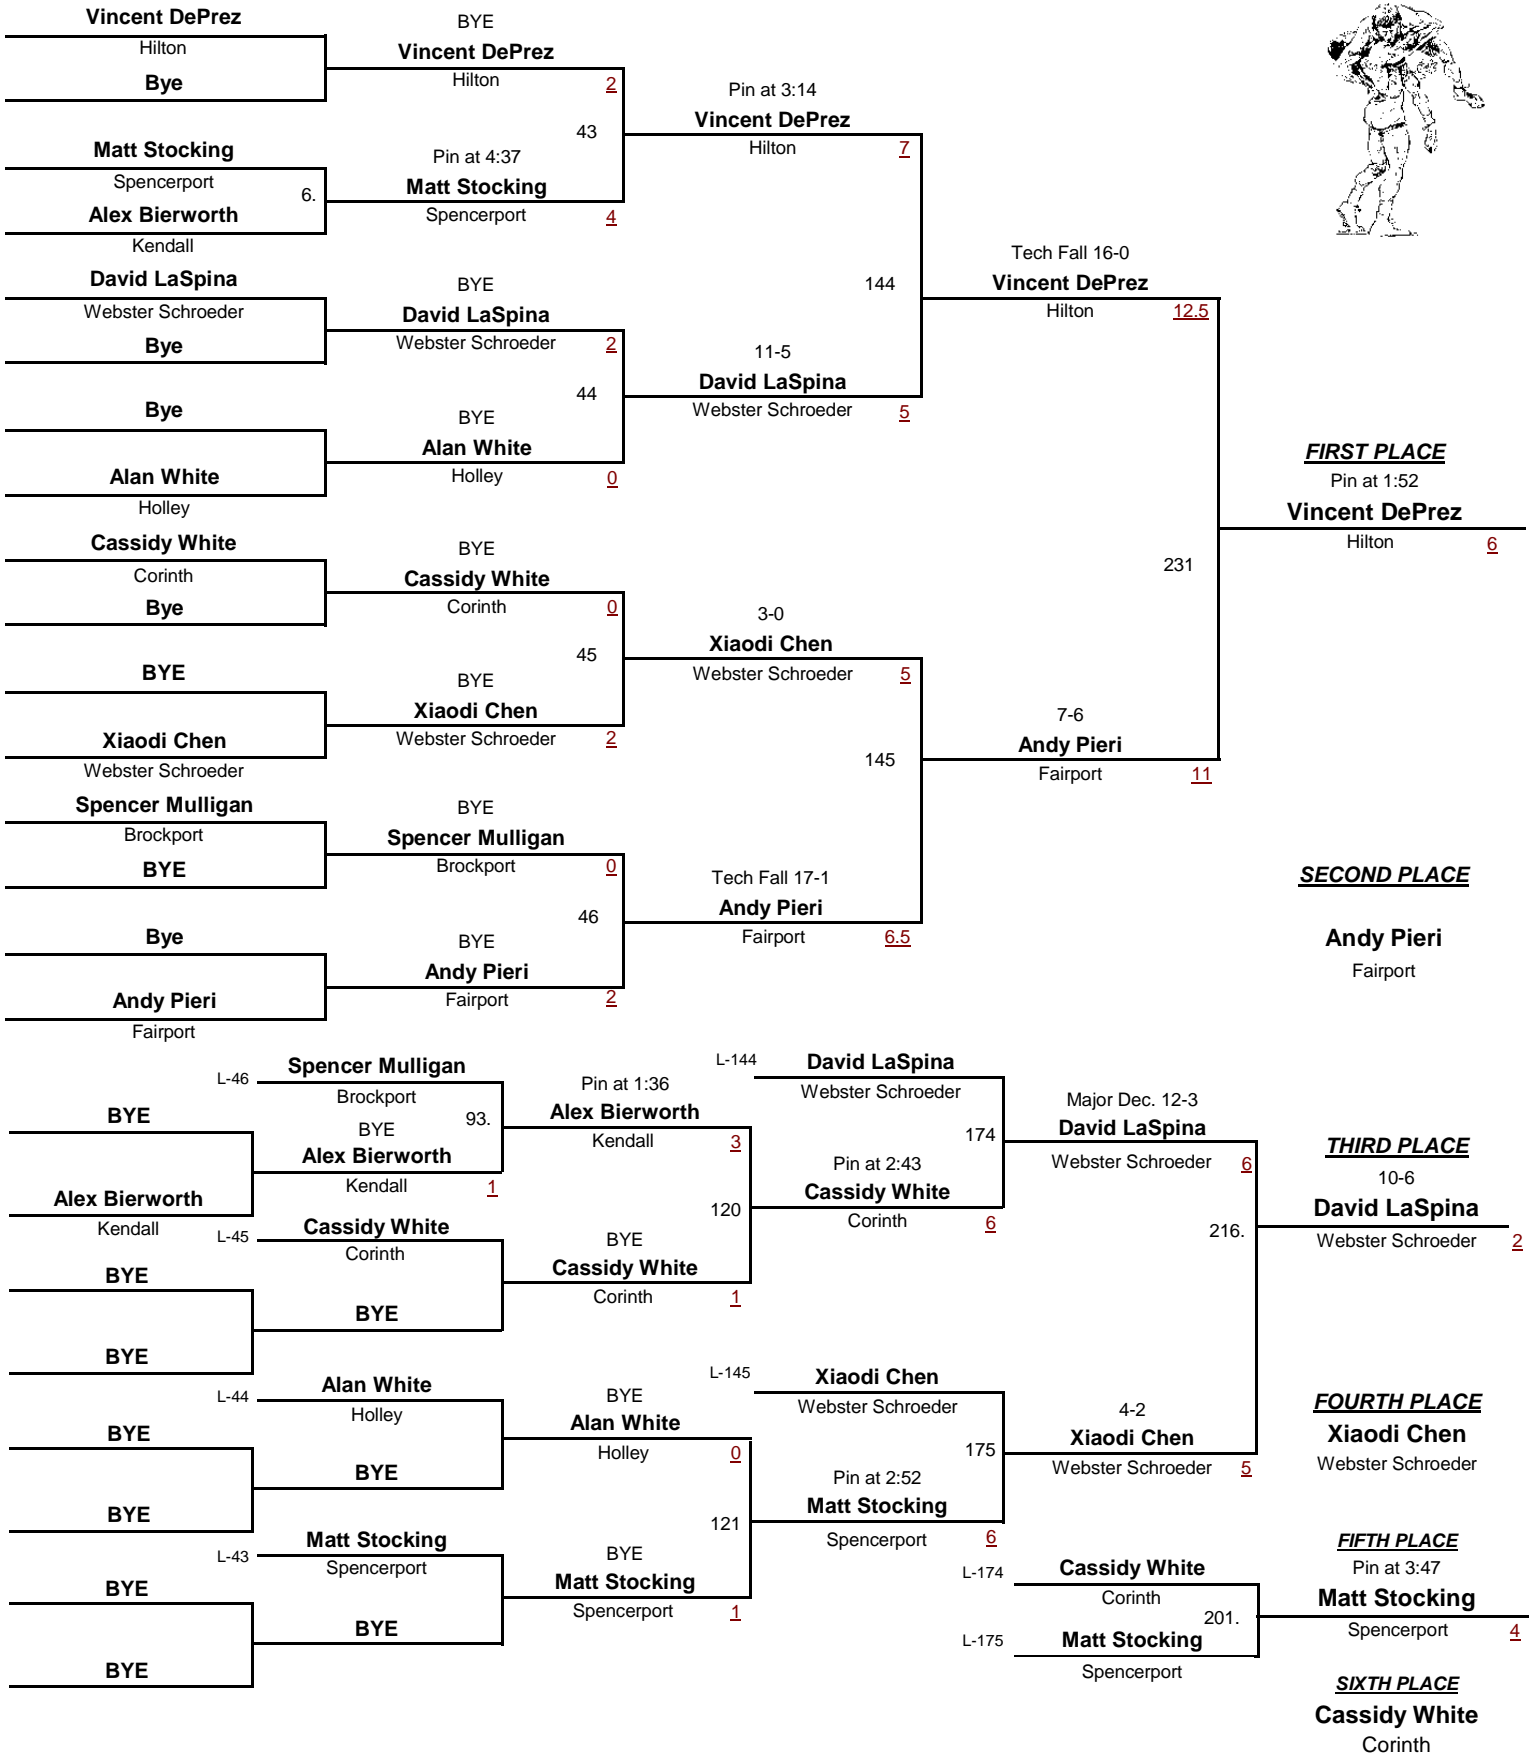 Vincent DePrez
Hilton
Bye
Matt Stocking
Spencerport
6.
Alex Bierworth
Kendall
David LaSpina
Webster Schroeder
Bye
Bye
Alan White
Holley
Cassidy White
Corinth
Bye
BYE
Xiaodi Chen
Webster Schroeder
Spencer Mulligan
Brockport
BYE
Bye
Andy Pieri
Fairport
BYE
Vincent DePrez
Hilton
2
43
Pin at 4:37
Matt Stocking
Spencerport
4
BYE
David LaSpina
Webster Schroeder
2
44
BYE
Alan White
Holley
0
BYE
Cassidy White
Corinth
0
45
BYE
Xiaodi Chen
Webster Schroeder
2
BYE
Spencer Mulligan
Brockport
0
46
BYE
Andy Pieri
Fairport
2
Pin at 3:14
Vincent DePrez
Hilton
7
144
11-5
David LaSpina
Webster Schroeder
5
3-0
Xiaodi Chen
Webster Schroeder
5
145
Tech Fall 17-1
Andy Pieri
Fairport
6.5
Tech Fall 16-0
Vincent DePrez
Hilton
12.5
231
7-6
Andy Pieri
Fairport
11
FIRST PLACE
Pin at 1:52
Vincent DePrez
Hilton
6
SECOND PLACE
Andy Pieri
Fairport
BYE
Alex Bierworth
Kendall
BYE
BYE
BYE
BYE
BYE
BYE
L-46
Spencer Mulligan
Brockport
93.
BYE
Alex Bierworth
Kendall
1
L-45
Cassidy White
Corinth
BYE
L-44
Alan White
Holley
BYE
L-43
Matt Stocking
Spencerport
BYE
Pin at 1:36
Alex Bierworth
Kendall
3
120
BYE
Cassidy White
Corinth
1
BYE
Alan White
Holley
0
121
BYE
Matt Stocking
Spencerport
1
L-144
David LaSpina
Webster Schroeder
174
Pin at 2:43
Cassidy White
Corinth
6
L-145
Xiaodi Chen
Webster Schroeder
175
Pin at 2:52
Matt Stocking
Spencerport
6
Major Dec. 12-3
David LaSpina
Webster Schroeder
6
216.
4-2
Xiaodi Chen
Webster Schroeder
5
L-174
Cassidy White
Corinth
201.
L-175
Matt Stocking
Spencerport
THIRD PLACE
10-6
David LaSpina
Webster Schroeder
2
FOURTH PLACE
Xiaodi Chen
Webster Schroeder
FIFTH PLACE
Pin at 3:47
Matt Stocking
Spencerport
4
SIXTH PLACE
Cassidy White
Corinth